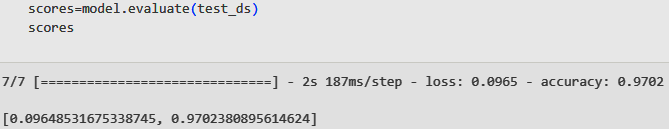 scores=model.evaluate(test_ds)
scores
7/7 [==============================] - 2s 187ms/step - loss: 0.0965 - accuracy: 0.9702
[0.09648531675338745, 0.9702380895614624]